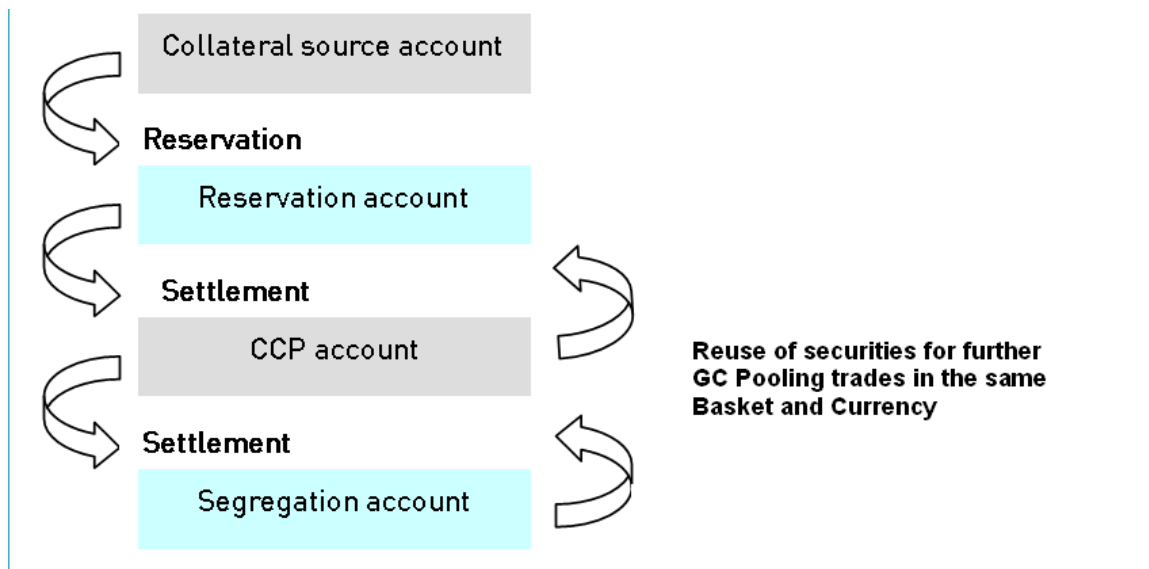 Collateral source account
Reservation
Reservation account
Settlement
CCP account
Reuse of securities for further
GC Pooling trades in the same
Basket and Currency
Settlement
Segregation account